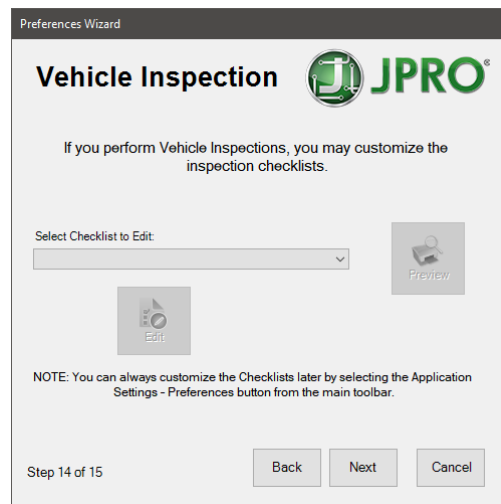 Preferences Wizard
Vehicle Inspection
JPRO®
If you perform Vehicle Inspections, you may customize the
inspection checklists.
Select Checklist to Edit:
Preview
Edit
NOTE: You can always customize the Checklists later by selecting the Application
Settings - Preferences button from the main toolbar.
Step 14 of 15
Back
Next
Cancel